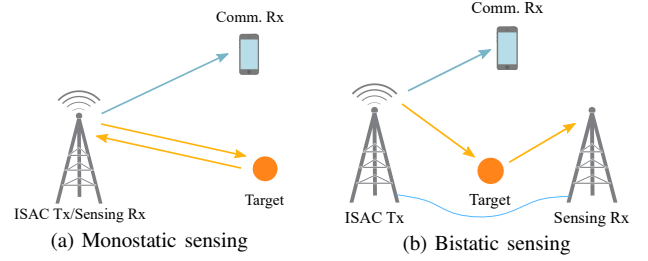 Comm. Rx
ISAC Tx/Sensing Rx
Target
(a) Monostatic sensing
Comm. Rx
ISAC Tx
Target
Sensing Rx
(b) Bistatic sensing